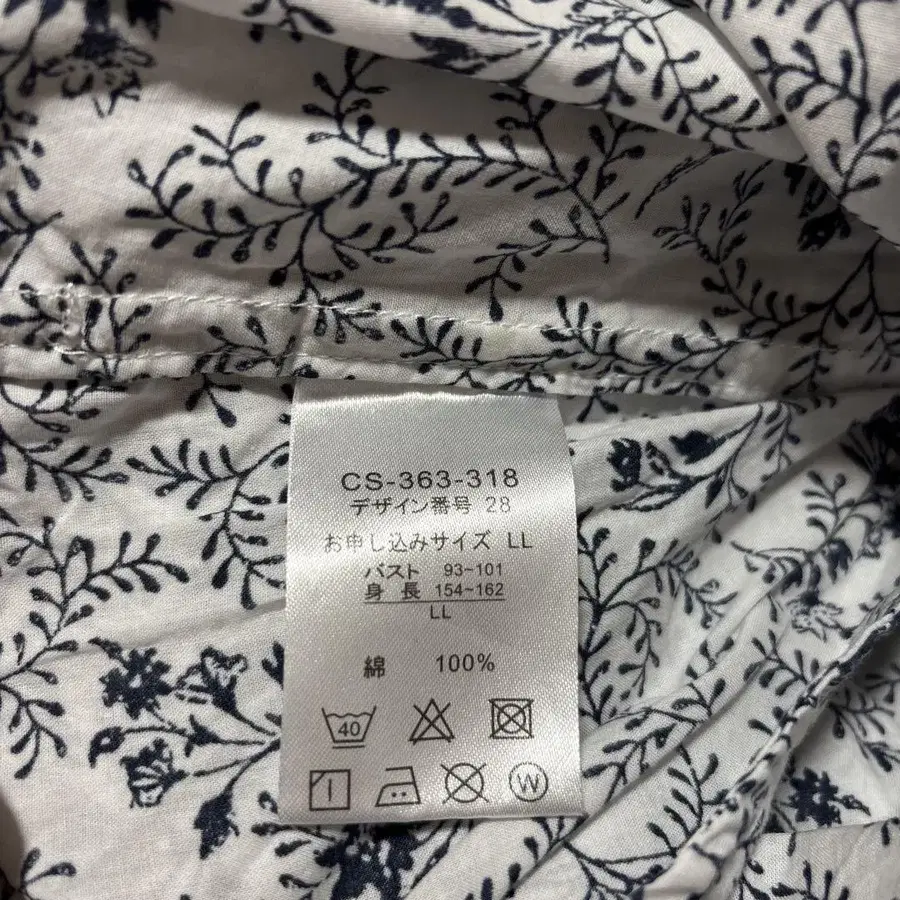 CS-363-318
デザイン番号 28
お申し込みサイズ LL
バスト 93~101
身長 154~162
LL
綿 100%
40
W